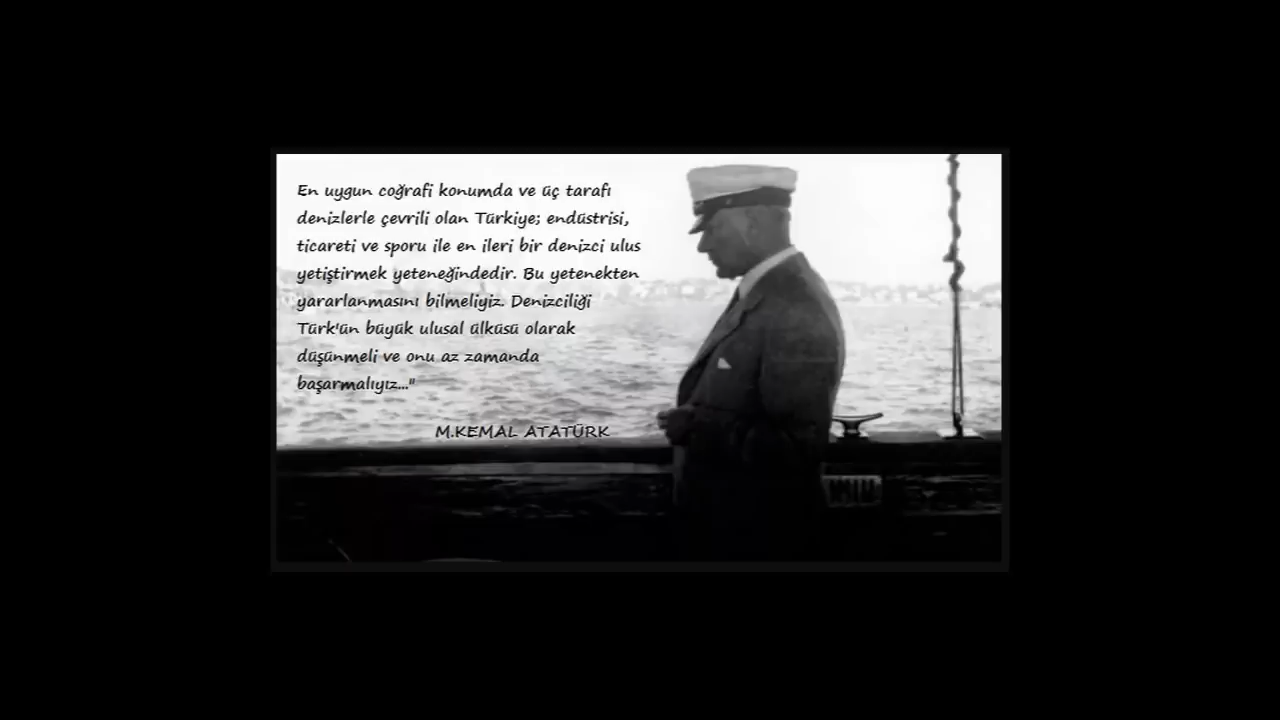 En uygun coğrafi konumda ve üç tarafı
denizlerle çevrili olan Türkiye; endüstrisi,
ticareti ve sporu ile en ileri bir denizci ulus
yetiştirmek yeteneğindedir. Bu yetenekten
yararlanmasını bilmeliyiz. Denizciliği
Türk'ün büyük ulusal ülküsü olarak
düşünmeli ve onu az zamanda
başarmalıyız..."
M.KEMAL ATATÜRK